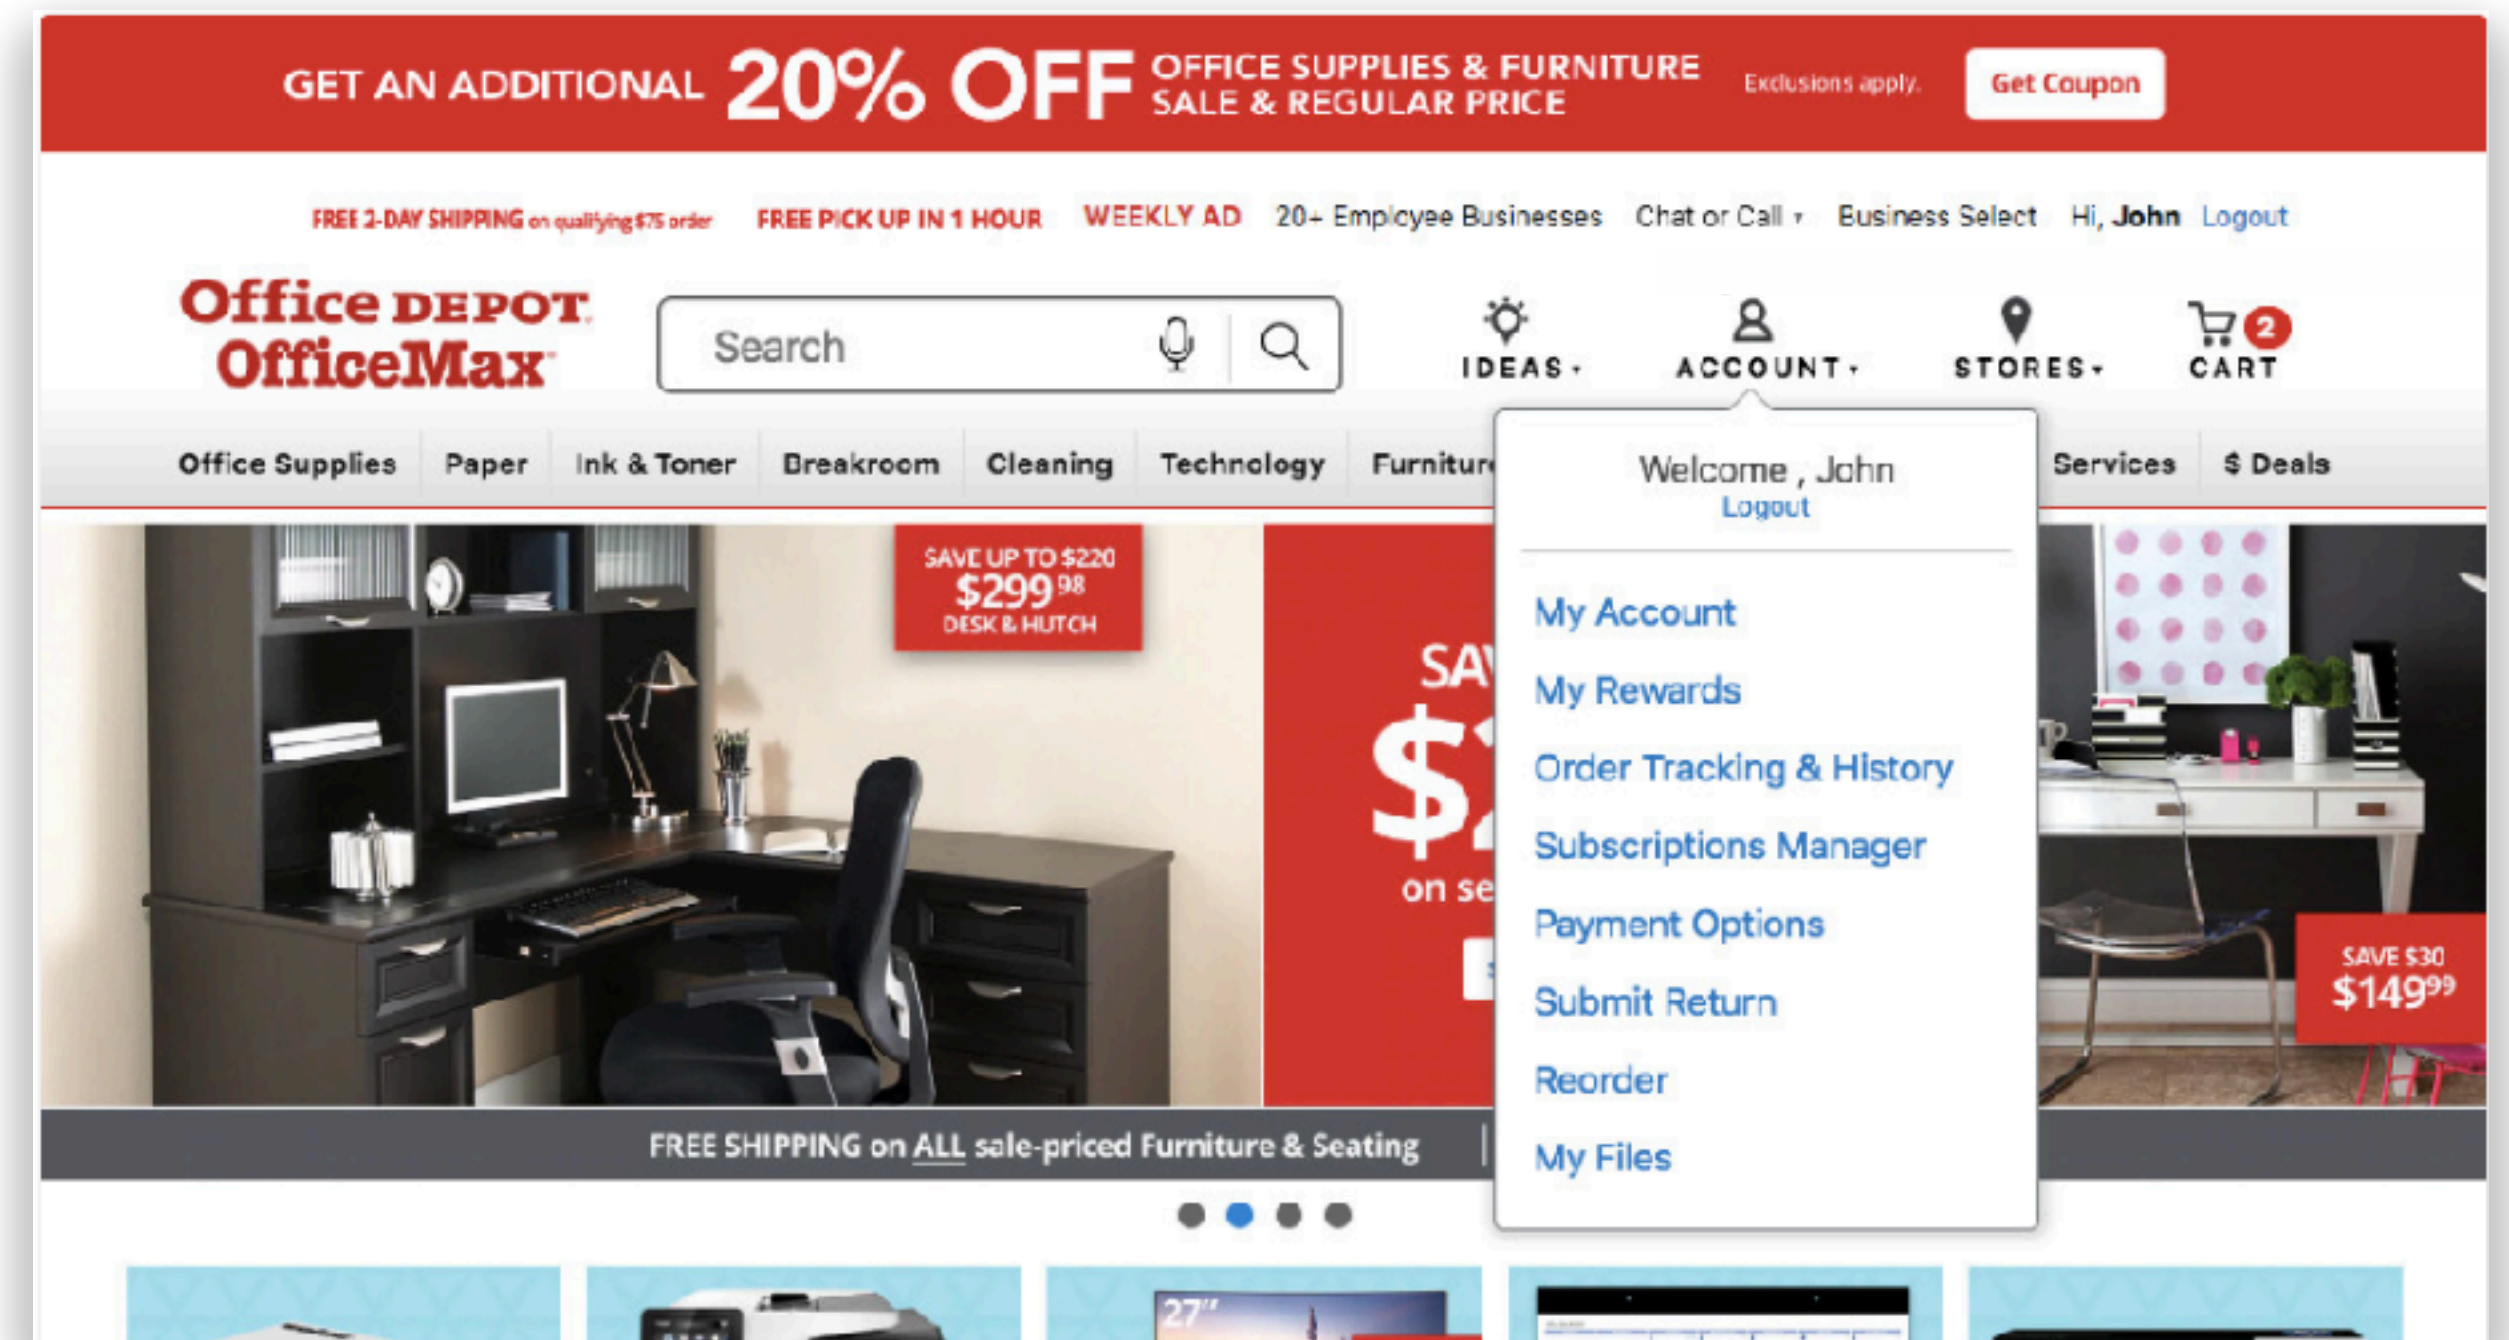 GET AN ADDITIONAL 20% OFF OFFICE SUPPLIES & FURNITURE
SALE & REGULAR PRICE
Exclusions apply.
Get Coupon
FREE 2-DAY SHIPPING on qualifying $75 order
FREE PICK UP IN 1 HOUR
WEEKLY AD
20+ Employee Businesses
Chat or Call
Business Select
Hi, John Logout
Office DEPOT
OfficeMax
Search
IDEAS
ACCOUNT
STORES
2
CART
Office Supplies
Paper
Ink & Toner
Breakroom
Cleaning
Technology
Furniture
Services
$ Deals
Welcome , John
Logout
My Account
My Rewards
Order Tracking & History
Subscriptions Manager
Payment Options
Submit Return
Reorder
My Files
SAVE UP TO $220
$299 98
DESK & HUTCH
on se
SAVE $30
$149 99
FREE SHIPPING on ALL sale-priced Furniture & Seating
27"